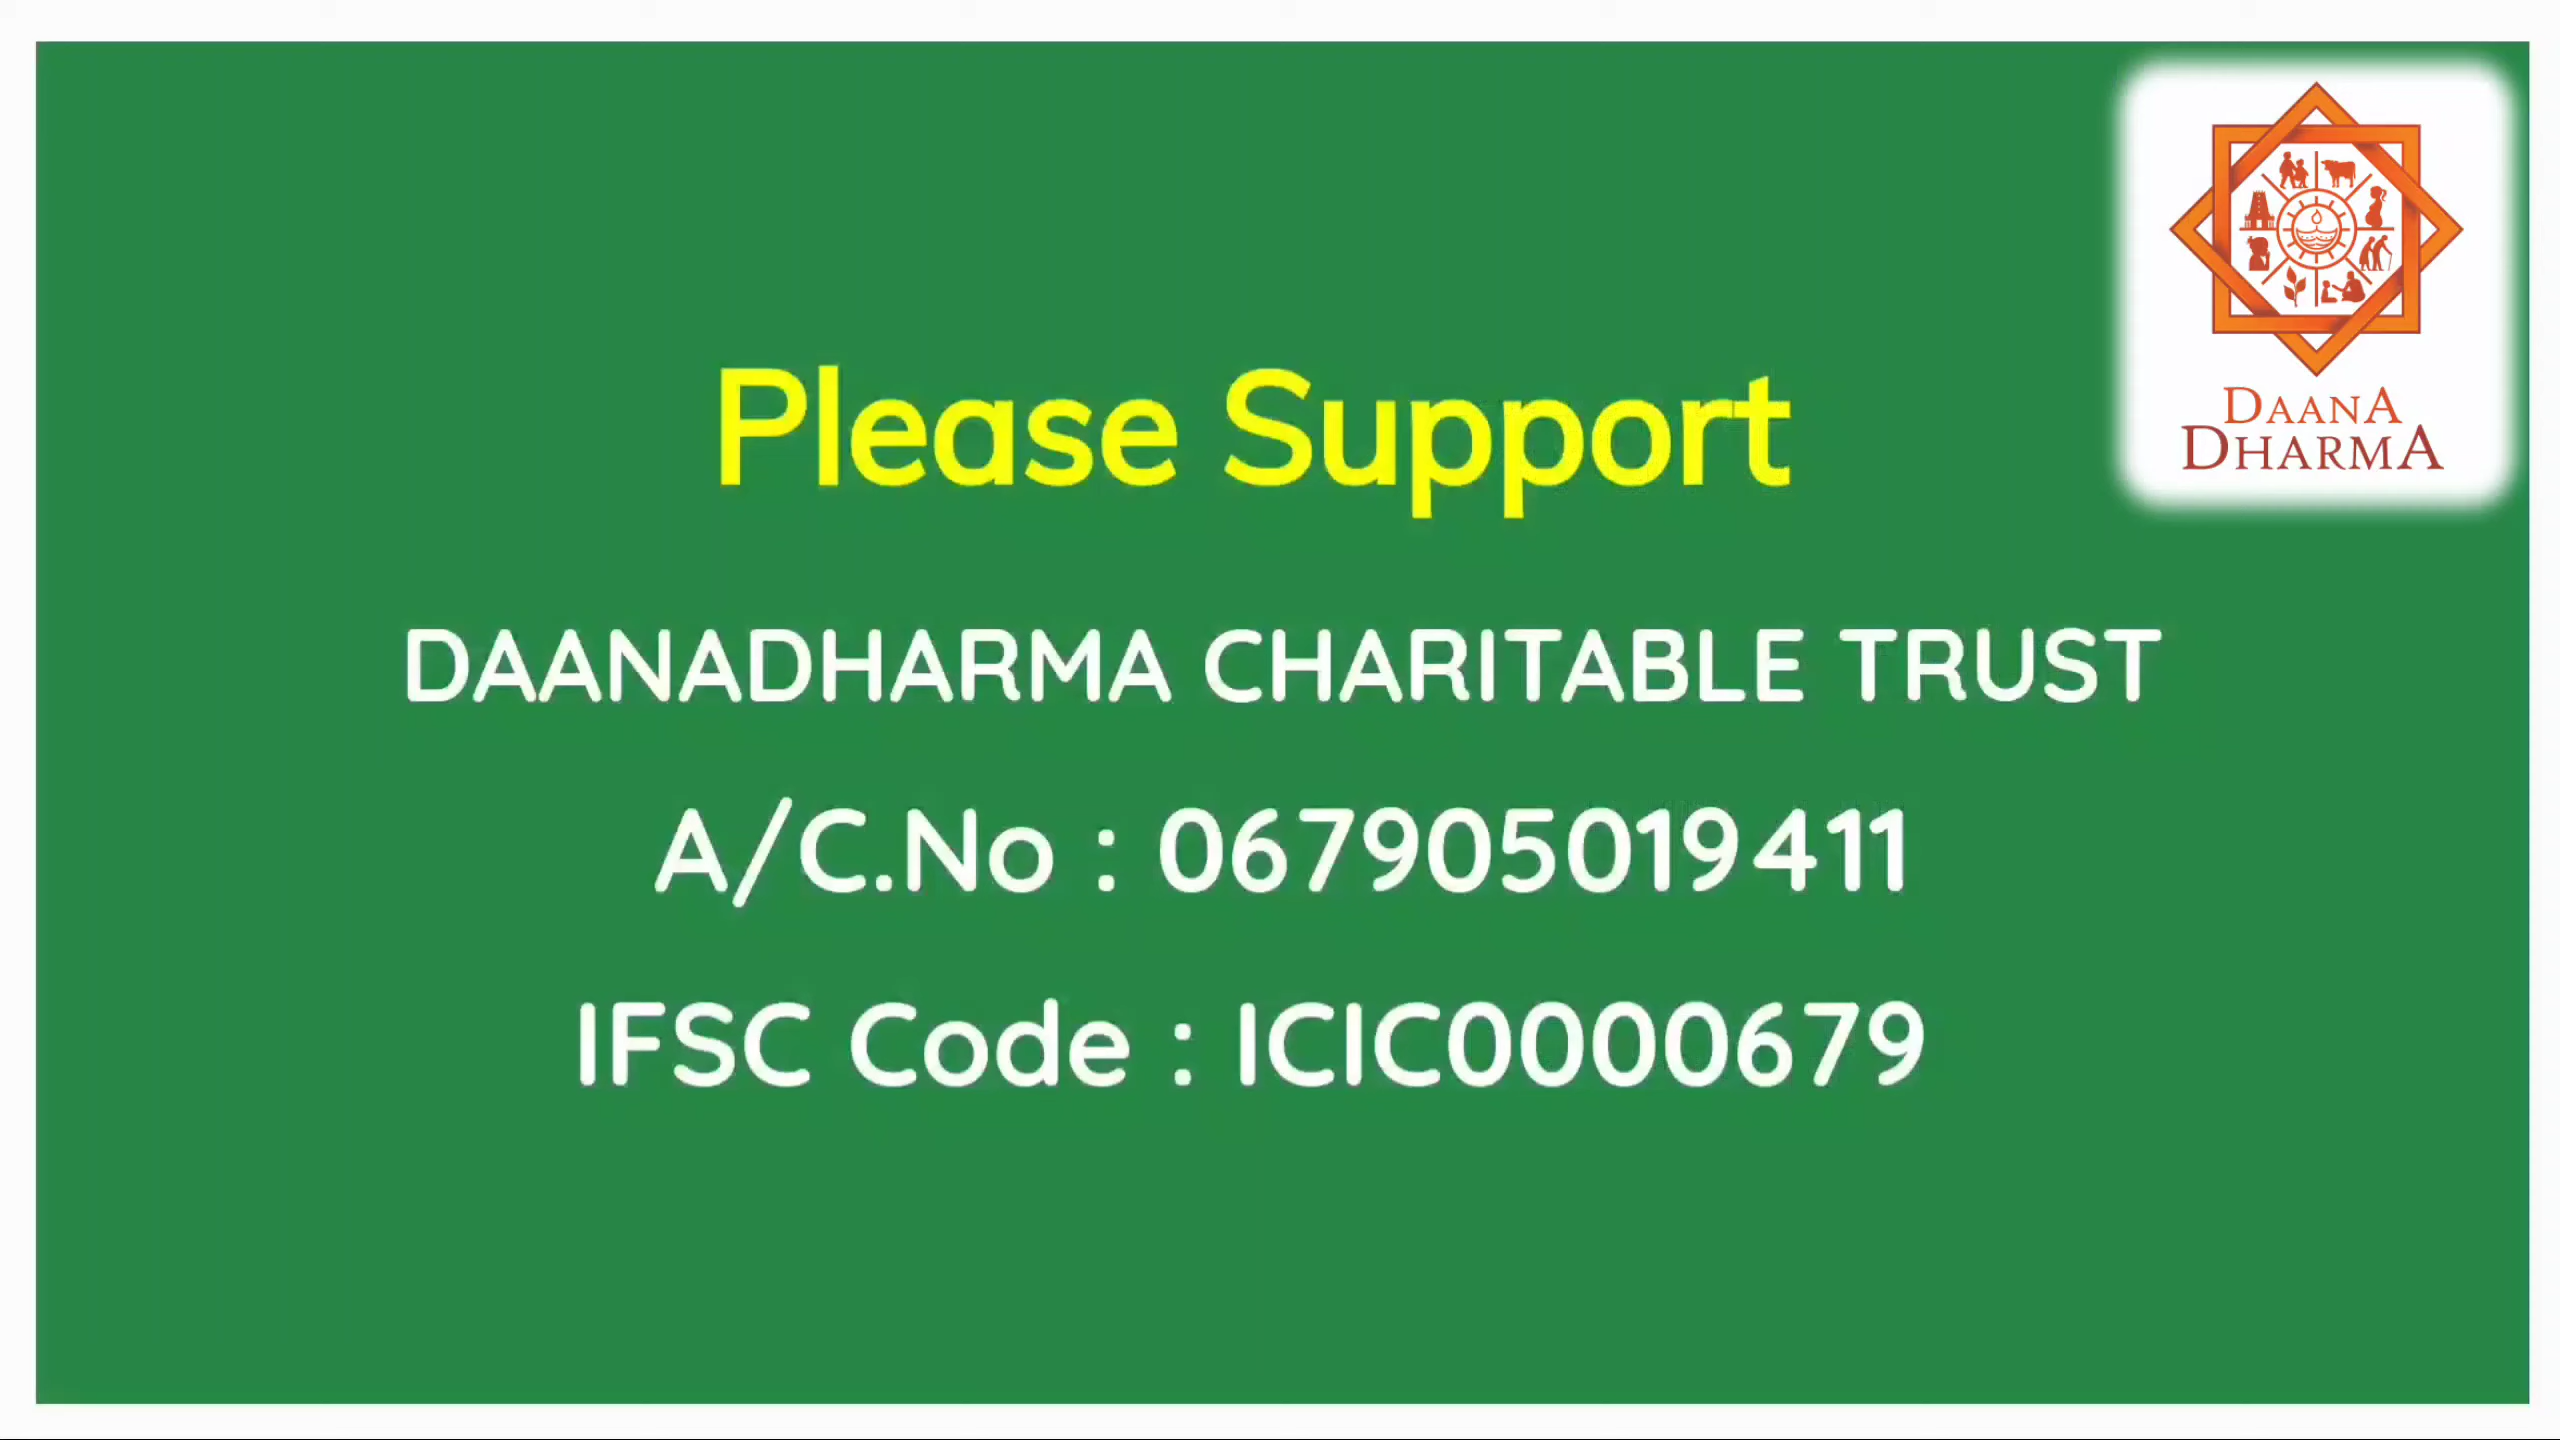 Please Support
DAANADHARMA CHARITABLE TRUST
A/C.No : 067905019411
IFSC Code : ICIC0000679
DAANA
DHARMA